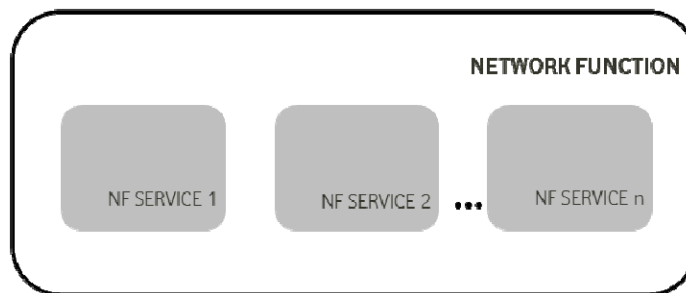 NETWORK FUNCTION
NF SERVICE 1
NF SERVICE 2
...
NF SERVICE n